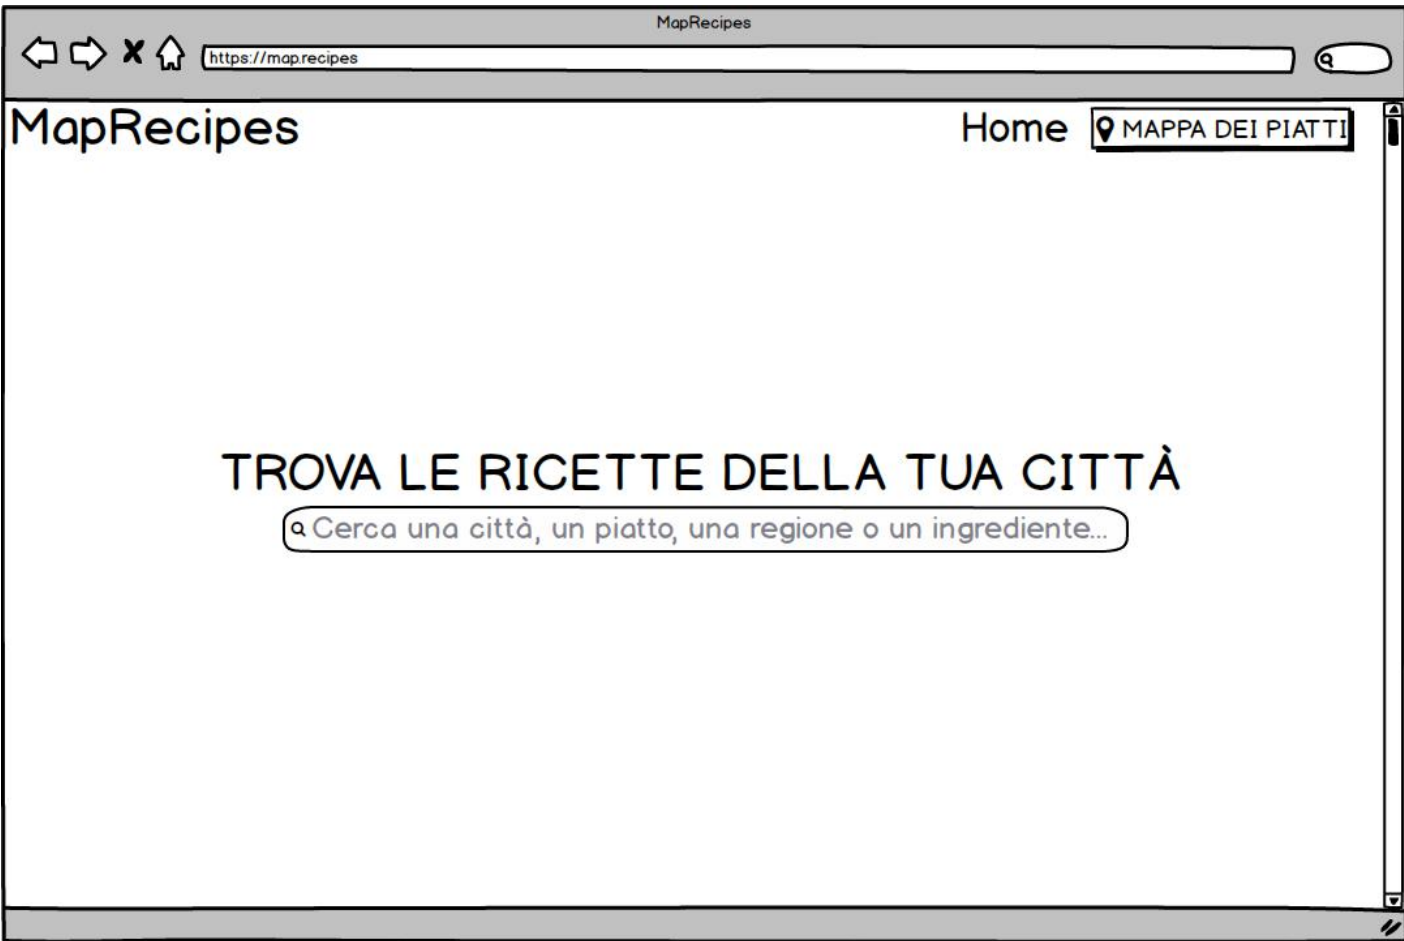 MapRecipes
https://map.recipes
MapRecipes
Home
MAPPA DEI PIATTI
TROVA LE RICETTE DELLA TUA CITTÀ
Cerca una città, un piatto, una regione o un ingrediente...